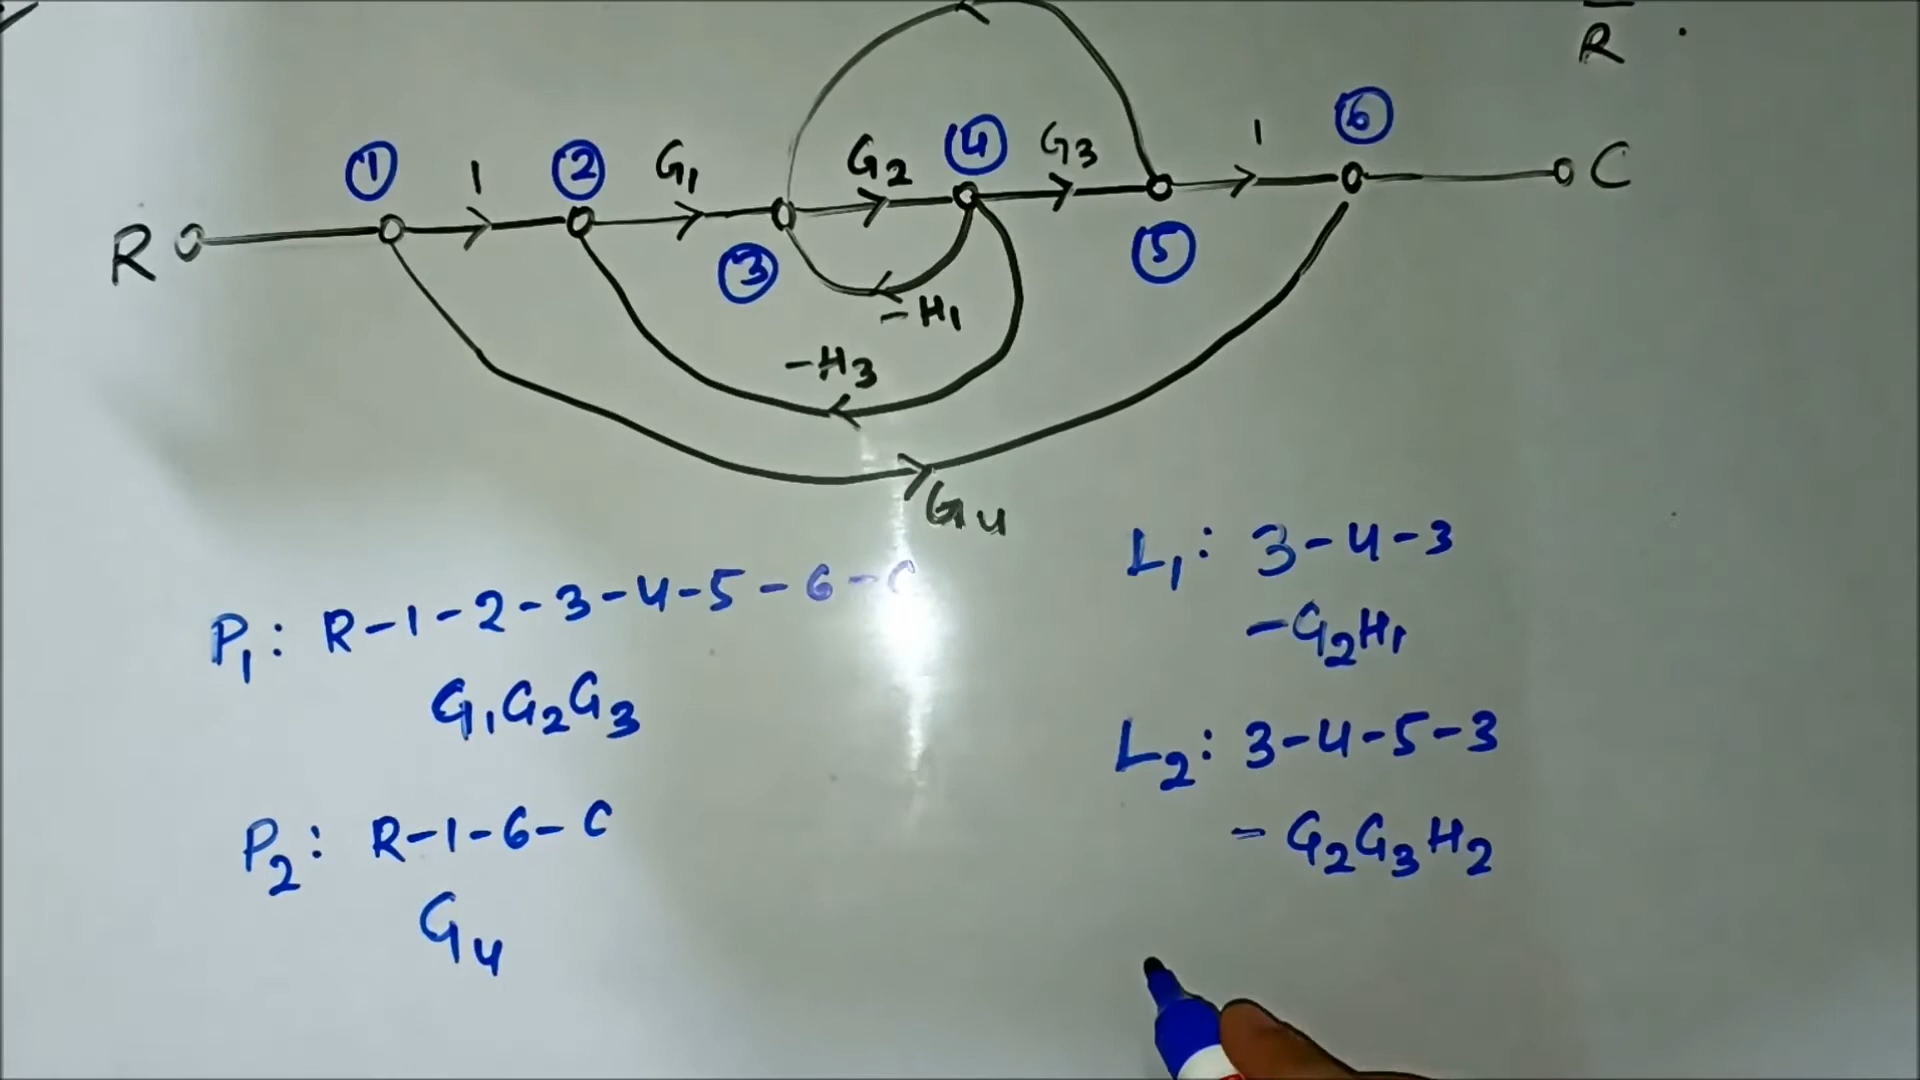 R
① 1 ② G₁ ③ G₂ ④ G₃ ⑤ 1 ⑥
R C
-H₁
-H₃
G₄
P₁: R-1-2-3-4-5-6-C
G₁G₂G₃
P₂: R-1-6-C
G₄
L₁: 3-4-3
-G₂H₁
L₂: 3-4-5-3
-G₂G₃H₂